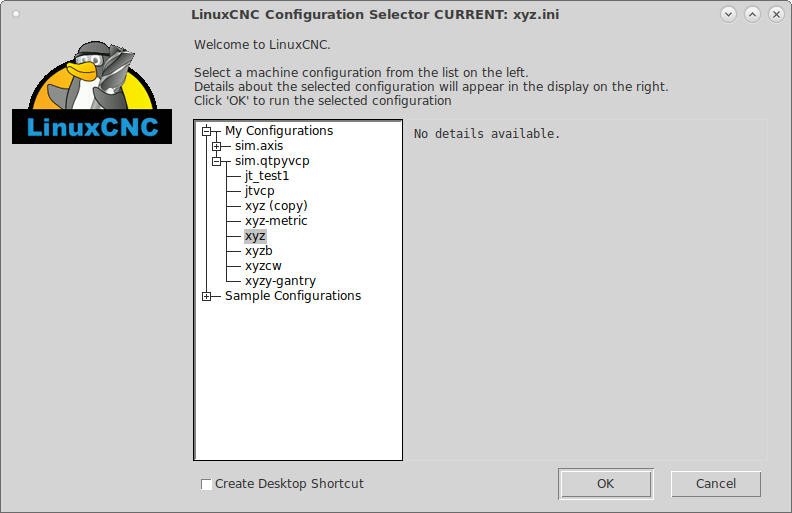 LinuxCNC Configuration Selector CURRENT: xyz.ini
LinuxCNC
Welcome to LinuxCNC.
Select a machine configuration from the list on the left.
Details about the selected configuration will appear in the display on the right.
Click 'OK' to run the selected configuration
My Configurations
sim.axis
sim.qtpyvcp
jt_test1
jtvcp
xyz (copy)
xyz-metric
xyz
xyzb
xyzcw
xyzy-gantry
Sample Configurations
No details available.
Create Desktop Shortcut
OK
Cancel